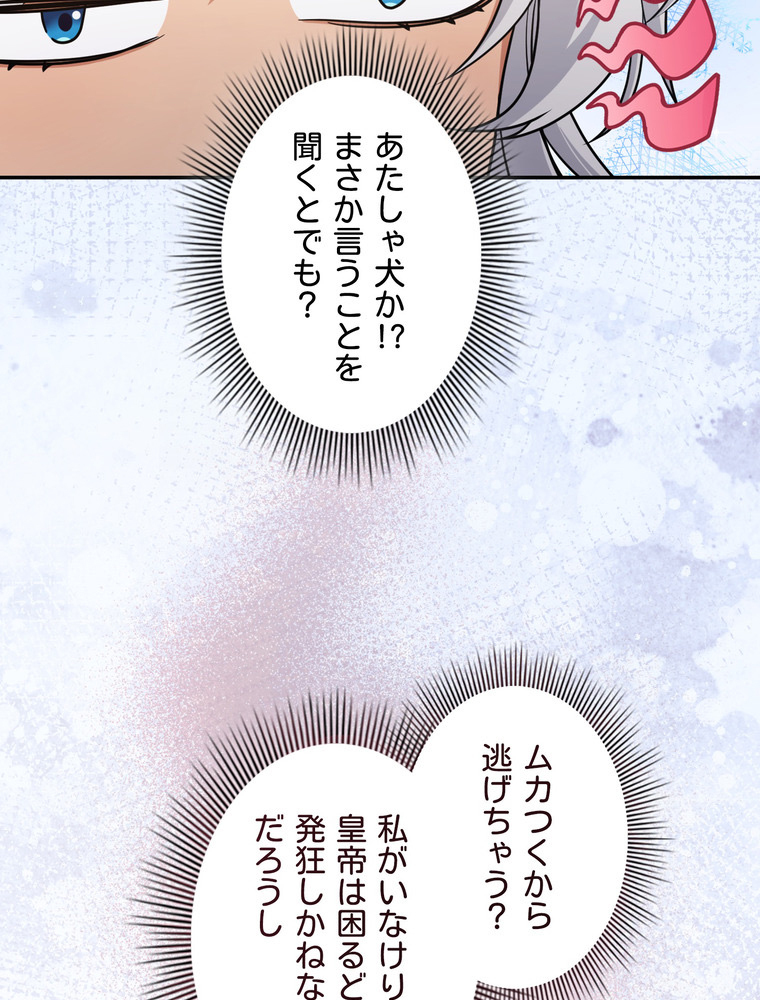 あたしゃ犬か!?
まさか言うことを
聞くとでも？
ムカつくから
逃げちゃう？
私がいなけり
皇帝は困るど
発狂しかねな
だろうし